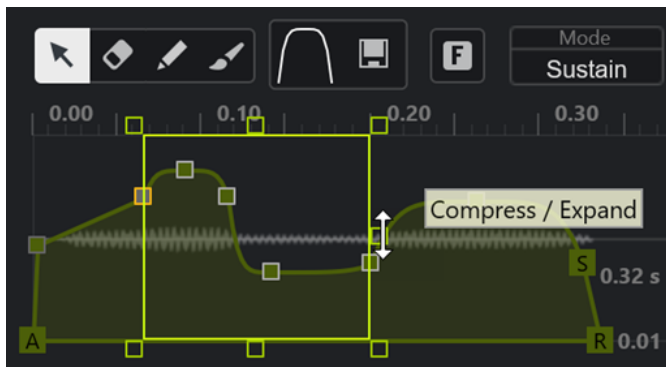 F
Mode
Sustain
0.00 0.10 0.20 0.30
Compress / Expand
S
0.32 s
A
R
0.01